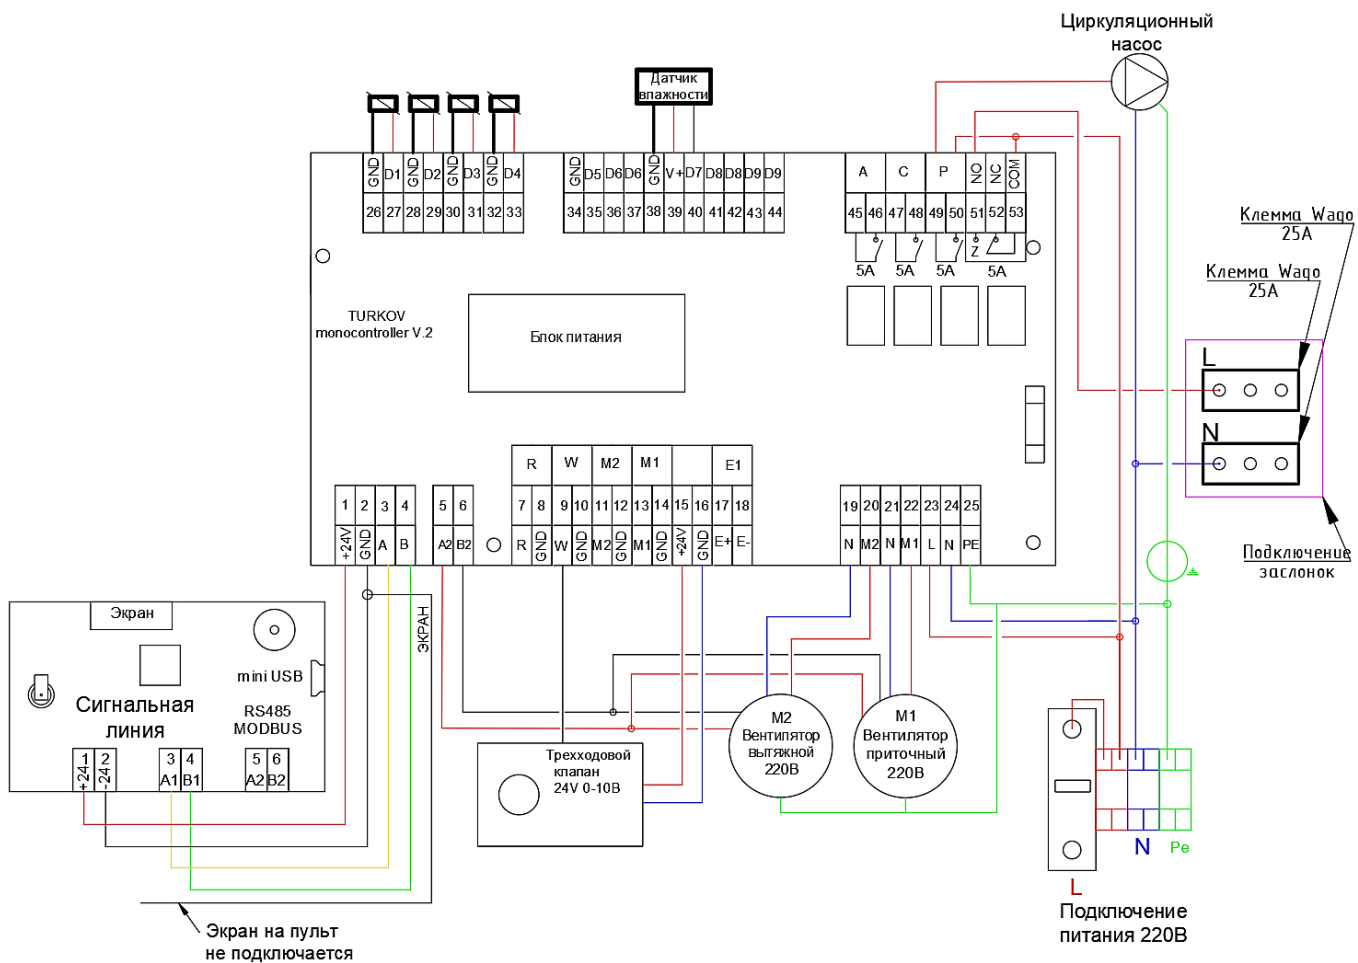 Циркуляционный
насос
Датчик
влажности
GND D1 GND D2 GND D3 GND D4
26 27 28 29 30 31 32 33
GND D5 D6 D6 GND V+ D7 D8 D8 D9 D9
34 35 36 37 38 39 40 41 42 43 44
A C P NO NC COM
45 46 47 48 49 50 51 52 53
Z
5A 5A 5A 5A
Клемма Wago
25А
Клемма Wago
25А
TURKOV
monocontroller V.2
Блок питания
L
N
Подключение
заслонок
R W M2 M1 E1
1 2 3 4
+24V GND A B
5 6
A2 B2
7 8 9 10 11 12 13 14 15 16 17 18
R GND W GND M2 GND M1 GND +24V GND E+ E-
19 20 21 22 23 24 25
N M2 N M1 L N PE
ЭКРАН
Экран
mini USB
Сигнальная
линия
RS485
MODBUS
1 2 3 4 5 6
+24 -24 A1 B1 A2 B2
Трехходовой
клапан
24V 0-10В
M2
Вентилятор
вытяжной
220В
M1
Вентилятор
приточный
220В
L
N
Pe
Подключение
питания 220В
Экран на пульт
не подключается